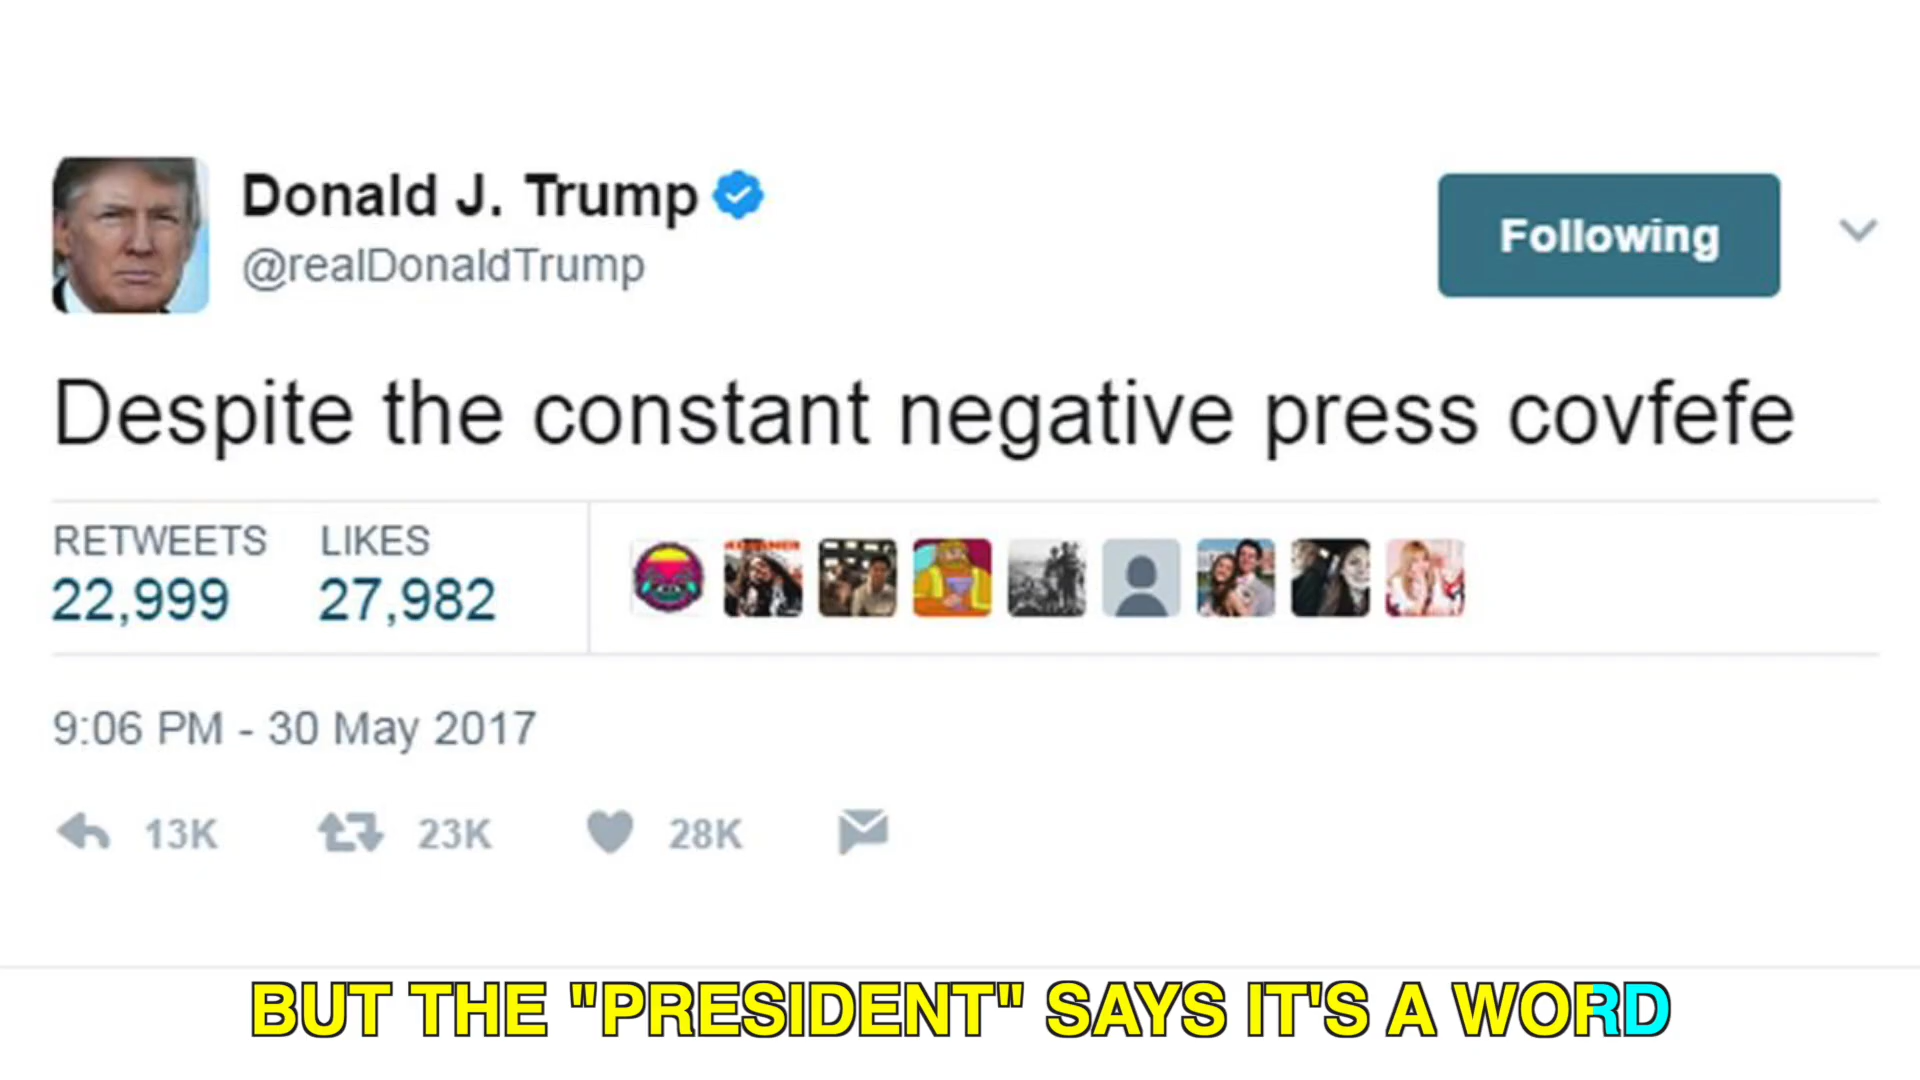 Donald J. Trump
@realDonaldTrump
Following
Despite the constant negative press covfefe
RETWEETS LIKES
22,999 27,982
9:06 PM - 30 May 2017
13K 23K 28K
BUT THE "PRESIDENT" SAYS IT'S A WORD